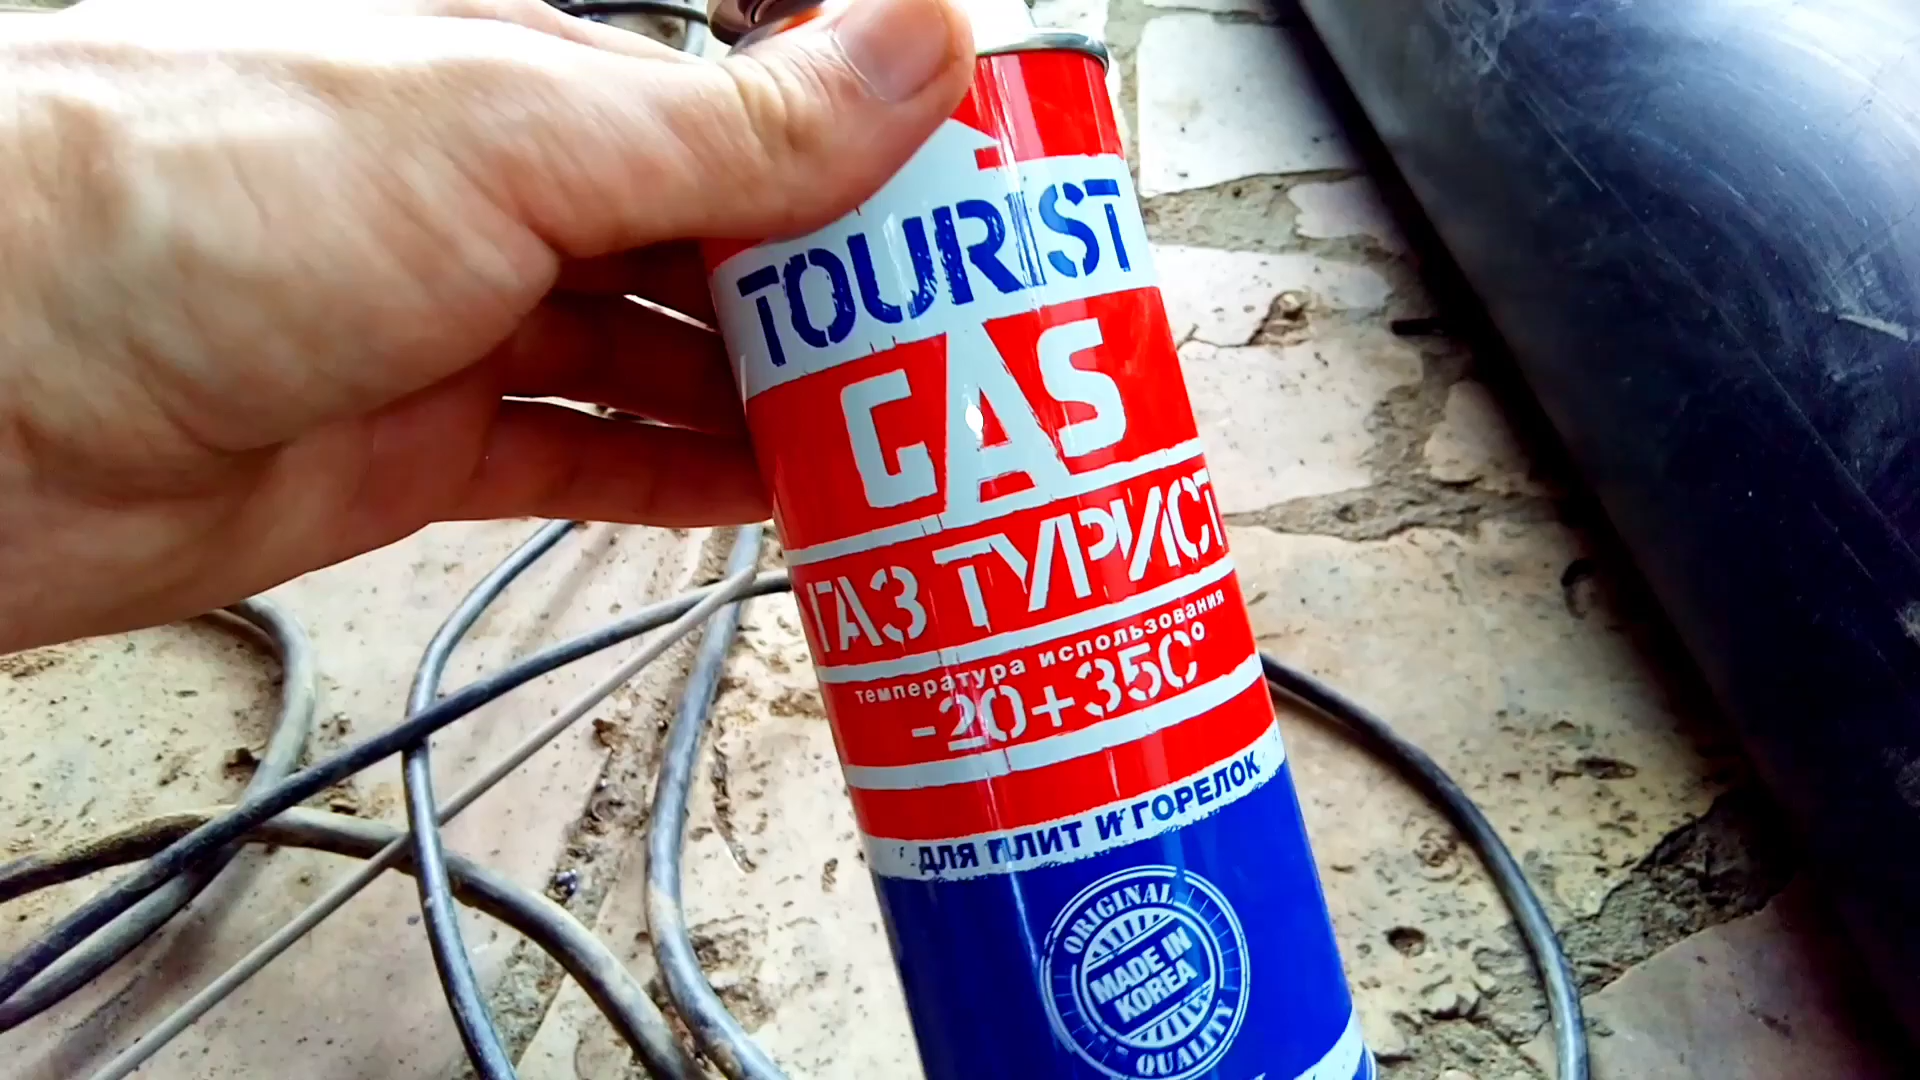 TOURIST
GAS
ГАЗ ТУРИСТ
температура использования
-20+35С°
ДЛЯ ПЛИТ И ГОРЕЛОК
ORIGINAL
MADE IN
KOREA
QUALITY